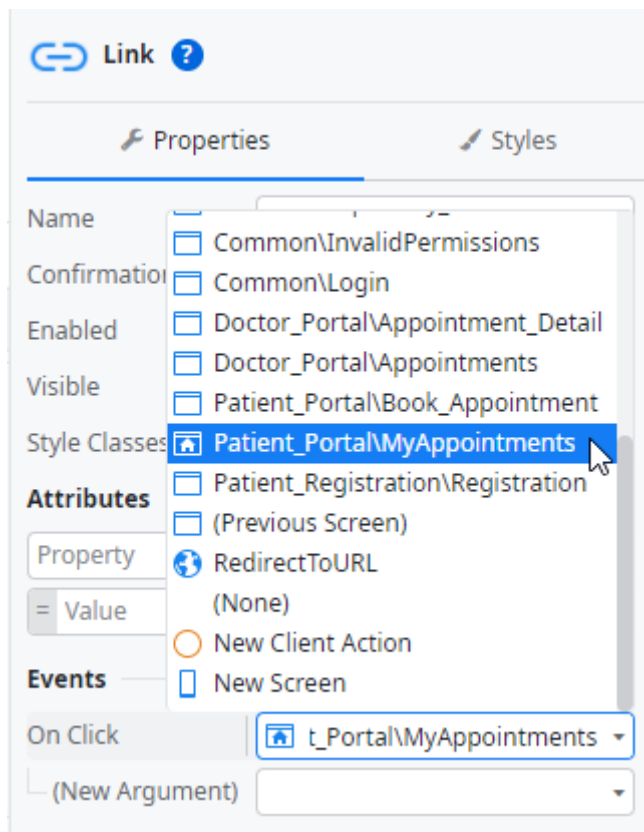 Link ?
Properties
Styles
Name
Common\InvalidPermissions
Confirmation
Common\Login
Enabled
Doctor_Portal\Appointment_Detail
Doctor_Portal\Appointments
Visible
Patient_Portal\Book_Appointment
Style Classes
Patient_Portal\MyAppointments
Patient_Registration\Registration
Attributes
(Previous Screen)
Property
RedirectToURL
= Value
(None)
New Client Action
Events
New Screen
On Click
t_Portal\MyAppointments
(New Argument)